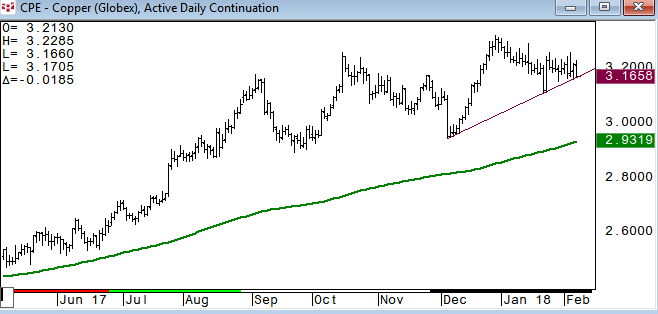 CPE - Copper (Globex), Active Daily Continuation
O= 3.2130
H= 3.2285
L= 3.1660
L= 3.1705
Δ=-0.0185
3.2000
3.1658
3.0000
2.9319
2.8000
2.6000
Jun 17 Jul Aug Sep Oct Nov Dec Jan 18 Feb